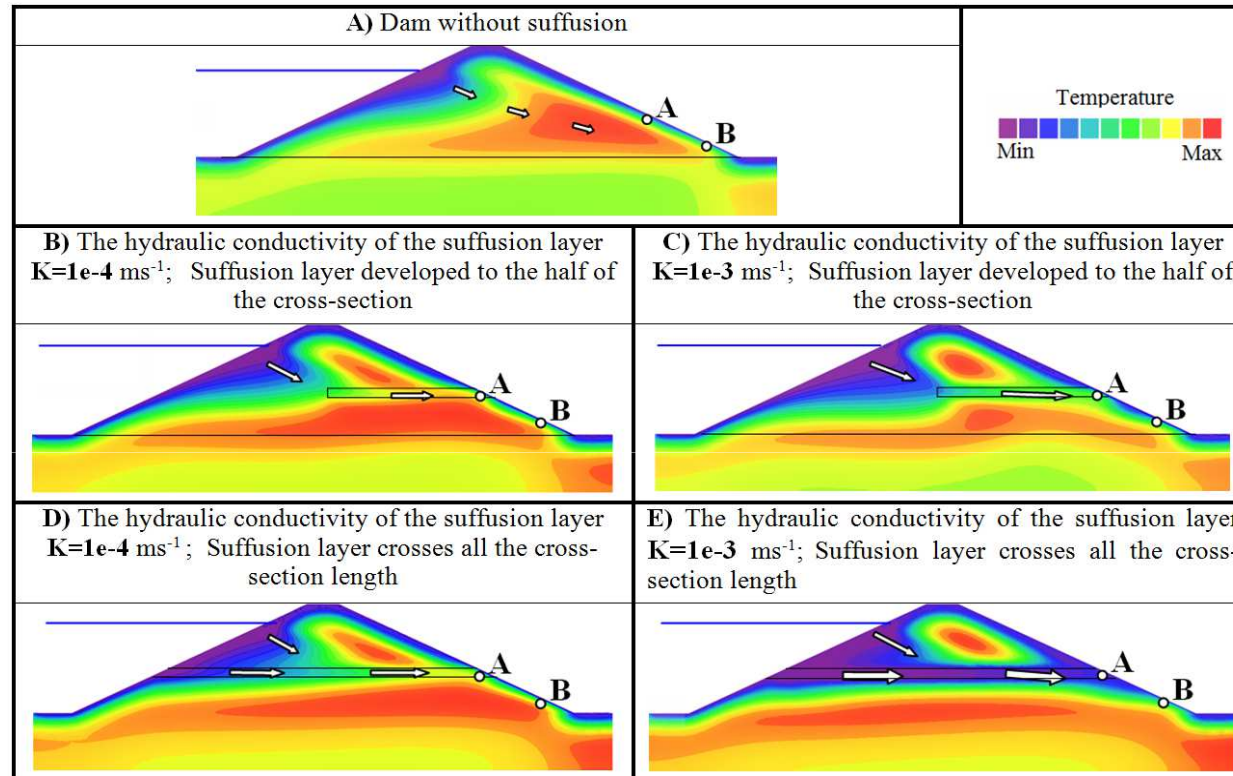 A) Dam without suffusion
A
B
Temperature
Min Max
B) The hydraulic conductivity of the suffusion layer
K=1e-4 ms-1; Suffusion layer developed to the half of
the cross-section
A
B
C) The hydraulic conductivity of the suffusion layer
K=1e-3 ms-1; Suffusion layer developed to the half of
the cross-section
A
B
D) The hydraulic conductivity of the suffusion layer
K=1e-4 ms-1 ; Suffusion layer crosses all the cross-
section length
A
B
E) The hydraulic conductivity of the suffusion layer
K=1e-3 ms-1; Suffusion layer crosses all the cross-
section length
A
B